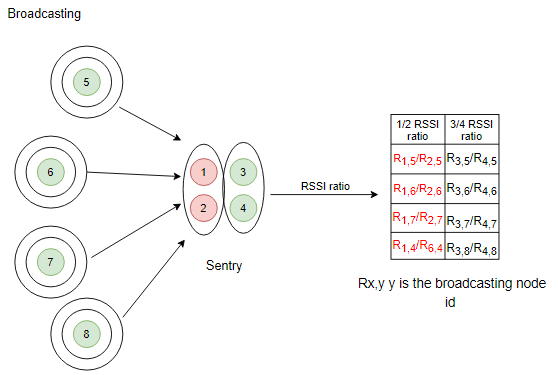 Broadcasting
5
6
7
8
1
3
2
4
Sentry
RSSI ratio
1/2 RSSI ratio
3/4 RSSI ratio
R1,5/R2,5
R3,5/R4,5
R1,6/R2,6
R3,6/R4,6
R1,7/R2,7
R3,7/R4,7
R1,4/R6,4
R3,8/R4,8
Rx,y y is the broadcasting node
id